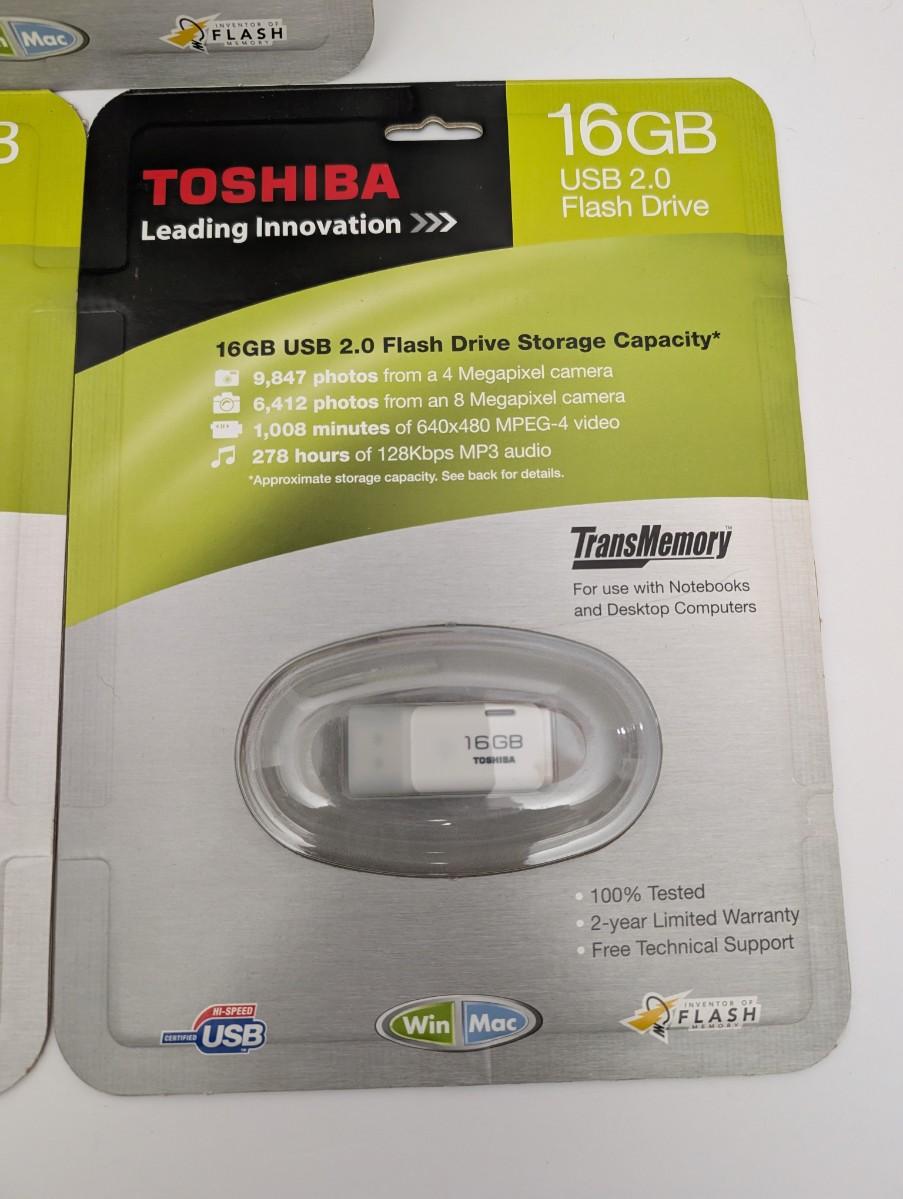 Mac
INVENTOR OF
FLASH
MEMORY
TOSHIBA
Leading Innovation >>>
16GB
USB 2.0
Flash Drive
16GB USB 2.0 Flash Drive Storage Capacity*
9,847 photos from a 4 Megapixel camera
6,412 photos from an 8 Megapixel camera
1,008 minutes of 640x480 MPEG-4 video
278 hours of 128Kbps MP3 audio
*Approximate storage capacity. See back for details.
TransMemory™
For use with Notebooks
and Desktop Computers
16GB
TOSHIBA
• 100% Tested
• 2-year Limited Warranty
• Free Technical Support
HI-SPEED
CERTIFIED USB
Win Mac
INVENTOR OF
FLASH
MEMORY